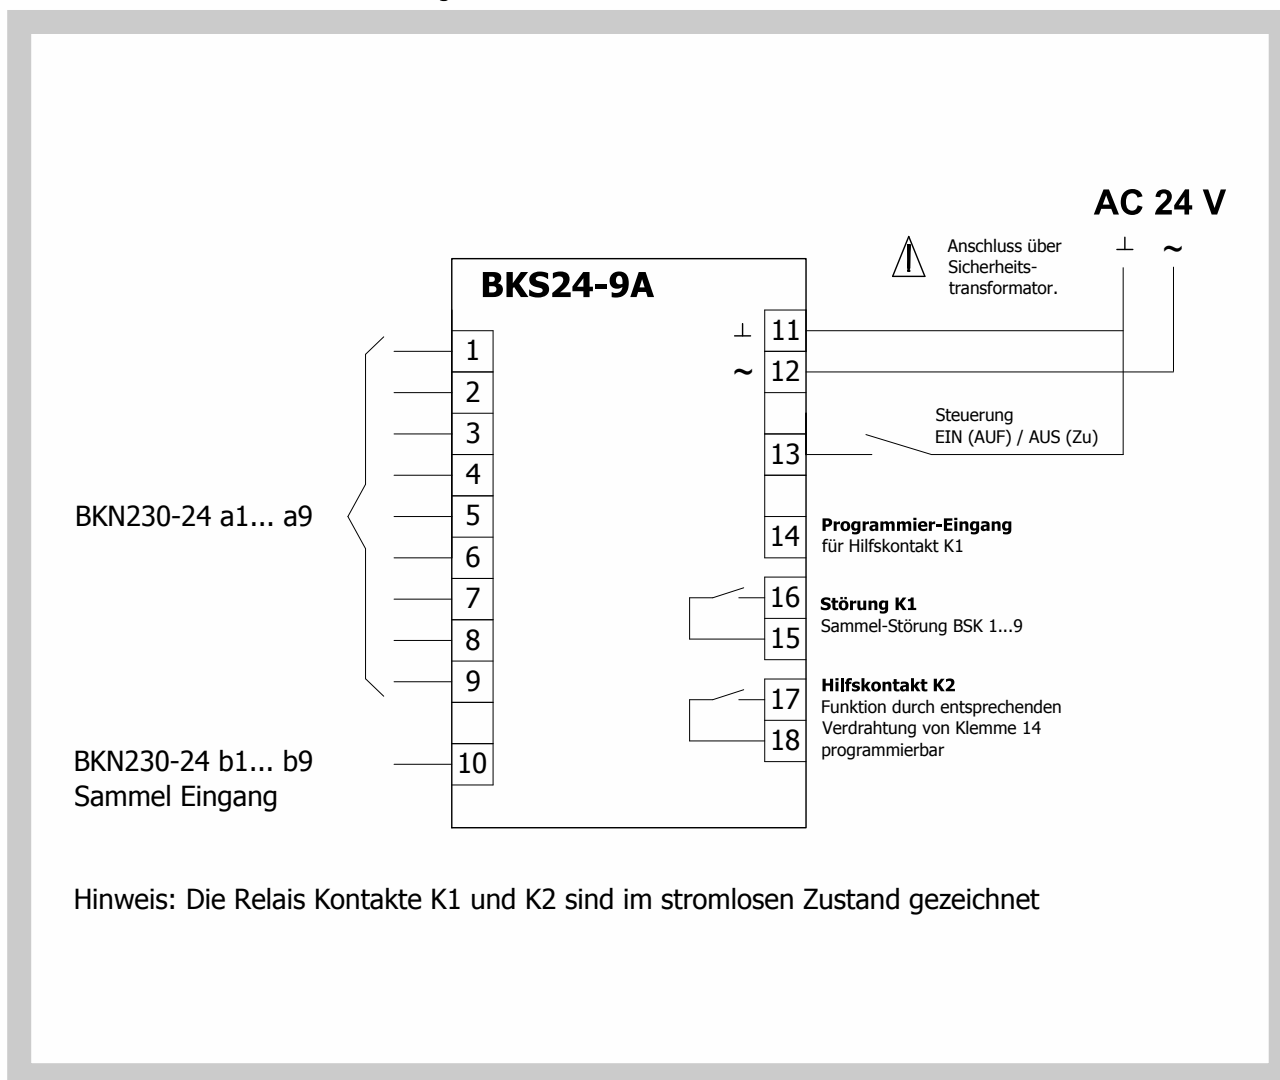 AC 24 V
⊥ ~
Anschluss über
Sicherheits-
transformator.
BKS24-9A
⊥ 11
~ 12
Steuerung
EIN (AUF) / AUS (Zu)
13
14
Programmier-Eingang
für Hilfskontakt K1
16
15
Störung K1
Sammel-Störung BSK 1...9
17
18
Hilfskontakt K2
Funktion durch entsprechenden
Verdrahtung von Klemme 14
programmierbar
1
2
3
4
5
6
7
8
9
10
BKN230-24 a1... a9
BKN230-24 b1... b9
Sammel Eingang
Hinweis: Die Relais Kontakte K1 und K2 sind im stromlosen Zustand gezeichnet